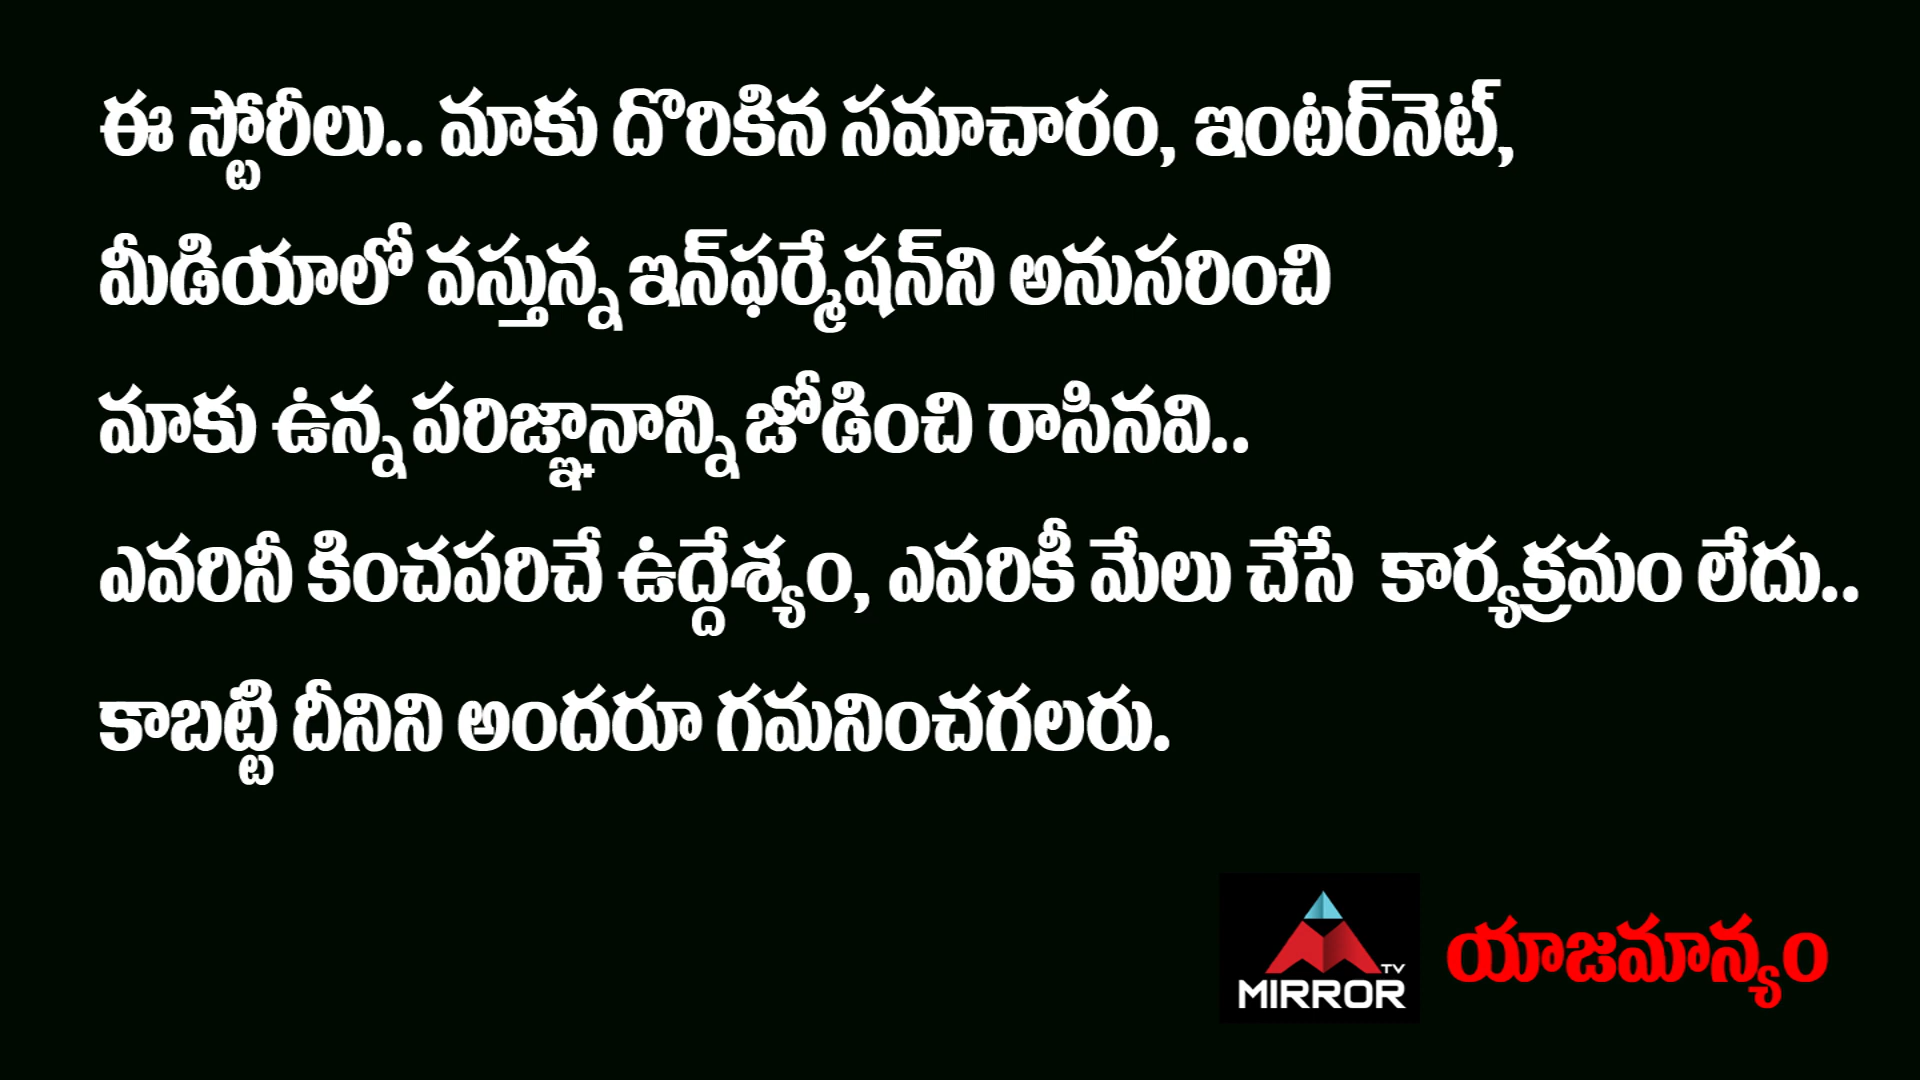 ఈ స్టోరీలు.. మాకు దొరికిన సమాచారం, ఇంటర్‌నెట్,
మీడియాలో వస్తున్న ఇన్‌ఫర్మేషన్‌ని అనుసరించి
మాకు ఉన్న పరిజ్ఞానాన్ని జోడించి రాసినవి..
ఎవరినీ కించపరిచే ఉద్దేశ్యం, ఎవరికీ మేలు చేసే కార్యక్రమం లేదు..
కాబట్టి దీనిని అందరూ గమనించగలరు.
TV
MIRROR
యాజమాన్యం